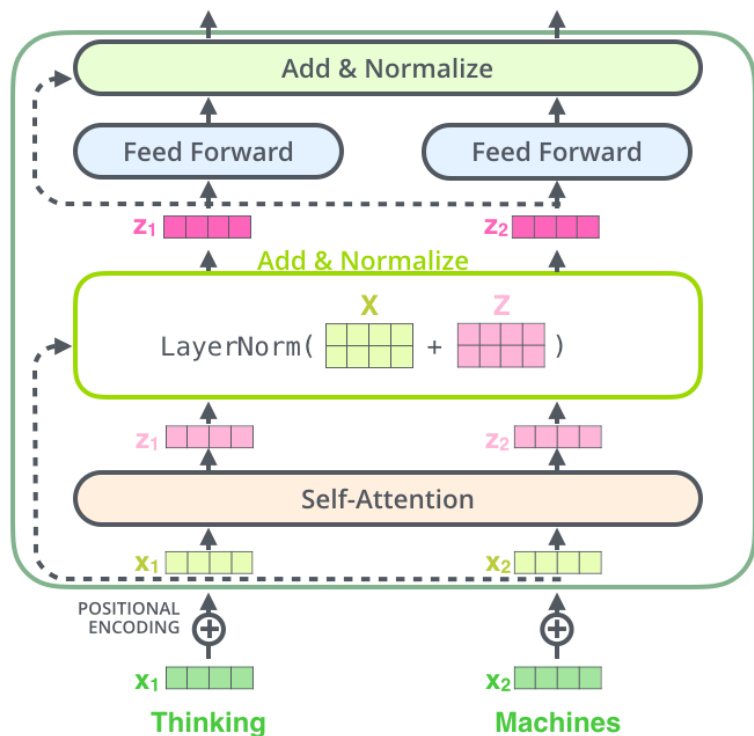 Add & Normalize
Feed Forward Feed Forward
z1 z2
Add & Normalize
X Z
LayerNorm( + )
z1 z2
Self-Attention
x1 x2
POSITIONAL
ENCODING
x1 x2
Thinking Machines